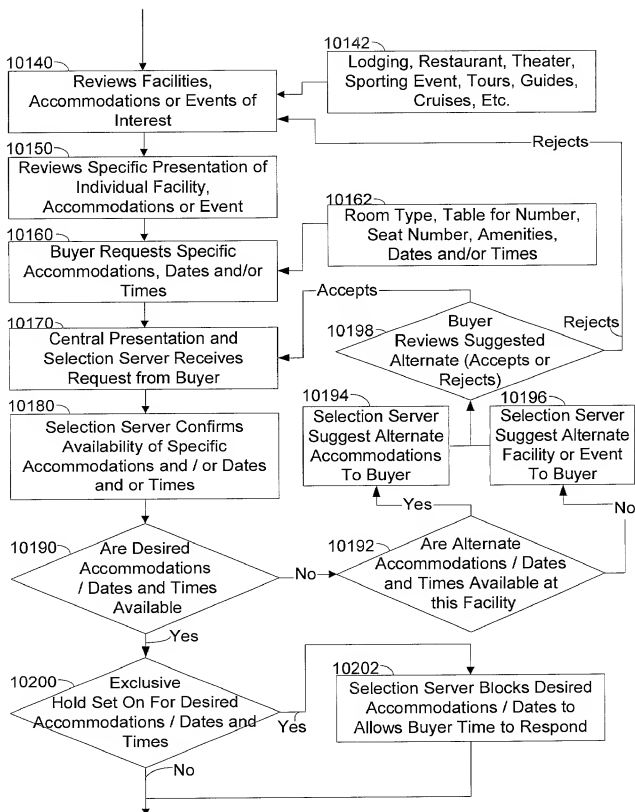 10140
Reviews Facilities,
Accommodations or Events of
Interest
10142
Lodging, Restaurant, Theater,
Sporting Event, Tours, Guides,
Cruises, Etc.
Rejects
10150
Reviews Specific Presentation of
Individual Facility,
Accommodations or Event
10160
Buyer Requests Specific
Accommodations, Dates and/or
Times
10162
Room Type, Table for Number,
Seat Number, Amenities,
Dates and/or Times
Accepts
10170
Central Presentation and
Selection Server Receives
Request from Buyer
10198
Buyer
Reviews Suggested
Alternate (Accepts or
Rejects)
Rejects
10180
Selection Server Confirms
Availability of Specific
Accommodations and / or Dates
and or Times
10194
Selection Server
Suggest Alternate
Accommodations
To Buyer
10196
Selection Server
Suggest Alternate
Facility or Event
To Buyer
Yes
No
10190
Are Desired
Accommodations
/ Dates and Times
Available
No
10192
Are Alternate
Accommodations / Dates
and Times Available at
this Facility
Yes
10200
Exclusive
Hold Set On For Desired
Accommodations / Dates and
Times
Yes
10202
Selection Server Blocks Desired
Accommodations / Dates to
Allows Buyer Time to Respond
No